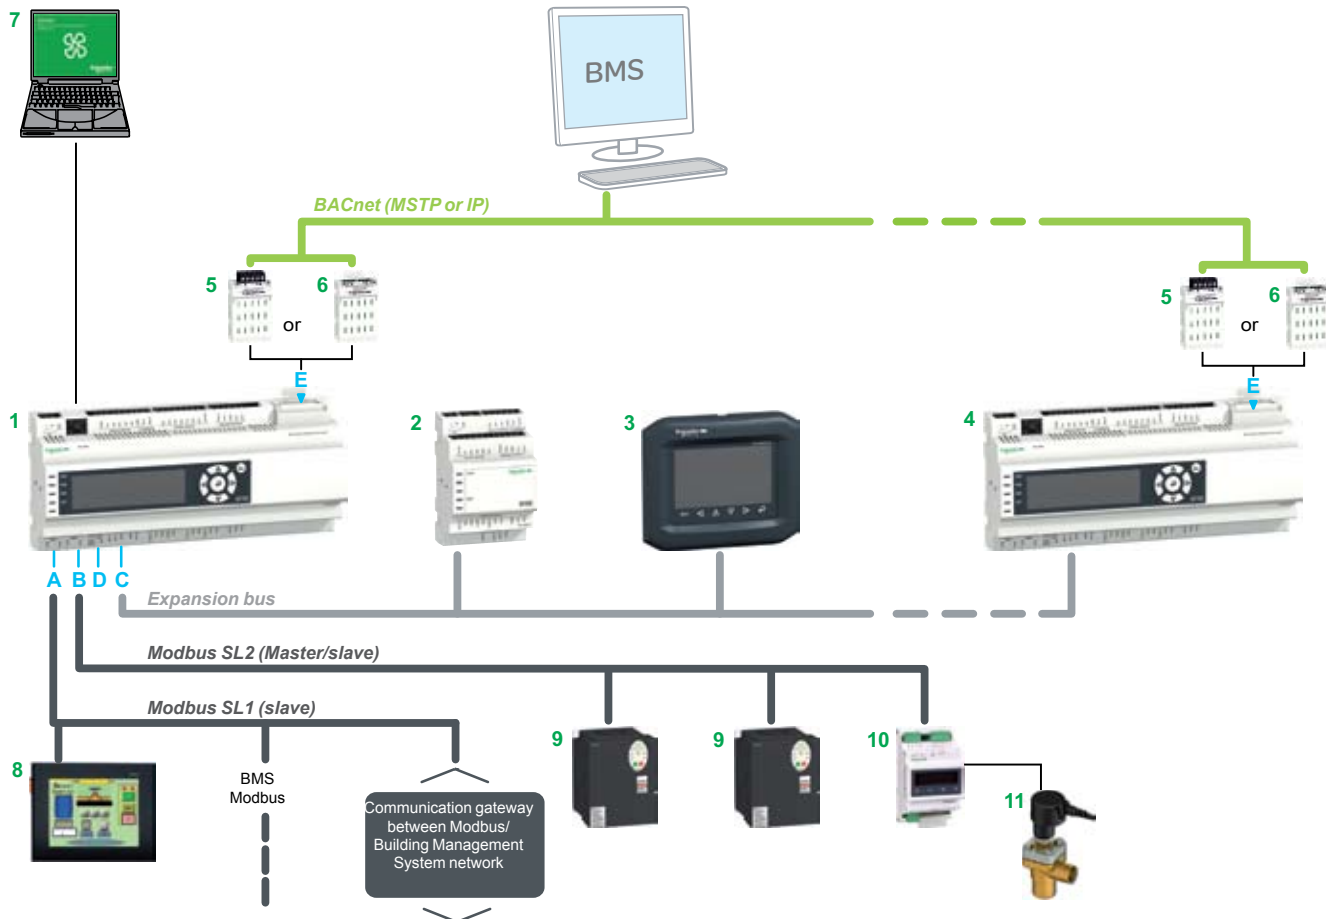 7
BMS
BACnet (MSTP or IP)
5
6
or
5
6
or
E
E
1
2
3
4
A B D C
Expansion bus
Modbus SL2 (Master/slave)
Modbus SL1 (slave)
8
BMS
Modbus
Communication gateway
between Modbus/
Building Management
System network
9
9
10
11